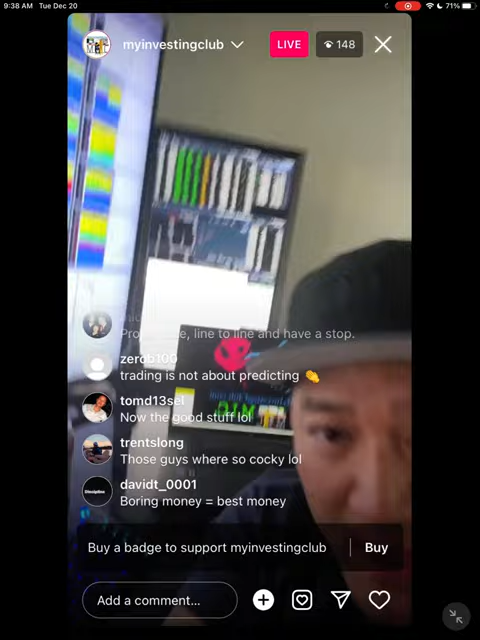 9:38 AM Tue Dec 20
71%
myinvestingclub
LIVE
148
e, line to line and have a stop.
zerob100
trading is not about predicting 👏
tomd13sel
Now the good stuff lol
trentslong
Those guys where so cocky lol
davidt_0001
Boring money = best money
Buy a badge to support myinvestingclub
Buy
Add a comment...